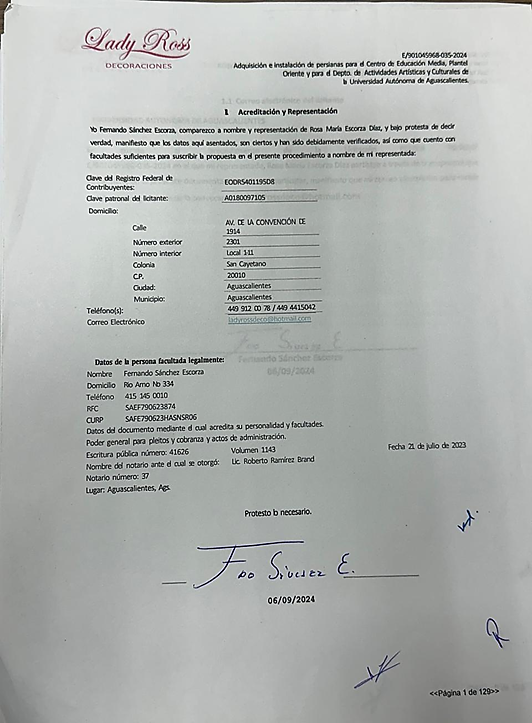 Lady Ross
DECORACIONES
E/901045968-035-2024
Adquisición e instalación de persianas para el Centro de Educación Media, Plantel
Oriente y para el Depto. de Actividades Artísticas y Culturales de
la Universidad Autónoma de Aguascalientes.
1. Acreditación y Representación
Yo Fernando Sánchez Escorza, comparezco a nombre y representación de Rosa María Escorza Díaz, y bajo protesta de decir
verdad, manifiesto que los datos aquí asentados, son ciertos y han sido debidamente verificados, así como que cuento con
facultades suficientes para suscribir la propuesta en el presente procedimiento a nombre de mi representada:
Clave del Registro Federal de
Contribuyentes: EODR5401195D8
Clave patronal del licitante: A0180097105
Domicilio:
Calle AV. DE LA CONVENCIÓN DE
1914
Número exterior 2301
Número interior Local 1-11
Colonia San Cayetano
C.P. 20010
Ciudad: Aguascalientes
Municipio: Aguascalientes
Teléfono(s): 449 912 00 78 / 449 4415042
Correo Electrónico ladyrossdeco@hotmail.com
Fernando Sánchez Escorza
06/09/2024
Datos de la persona facultada legalmente:
Nombre Fernando Sánchez Escorza
Domicilio Rio Arno No 334
Teléfono 415 145 0010
RFC SAEF790623874
CURP SAFE790623HASNSR06
Datos del documento mediante el cual acredita su personalidad y facultades.
Poder general para pleitos y cobranza y actos de administración.
Escritura pública número: 41626 Volumen 1143 Fecha 21 de julio de 2023
Nombre del notario ante el cual se otorgó: Lic. Roberto Ramírez Brand
Notario número: 37
Lugar: Aguascalientes, Ags.
Protesto lo necesario.
Fdo Sánchez E.
06/09/2024
<<Página 1 de 129>>